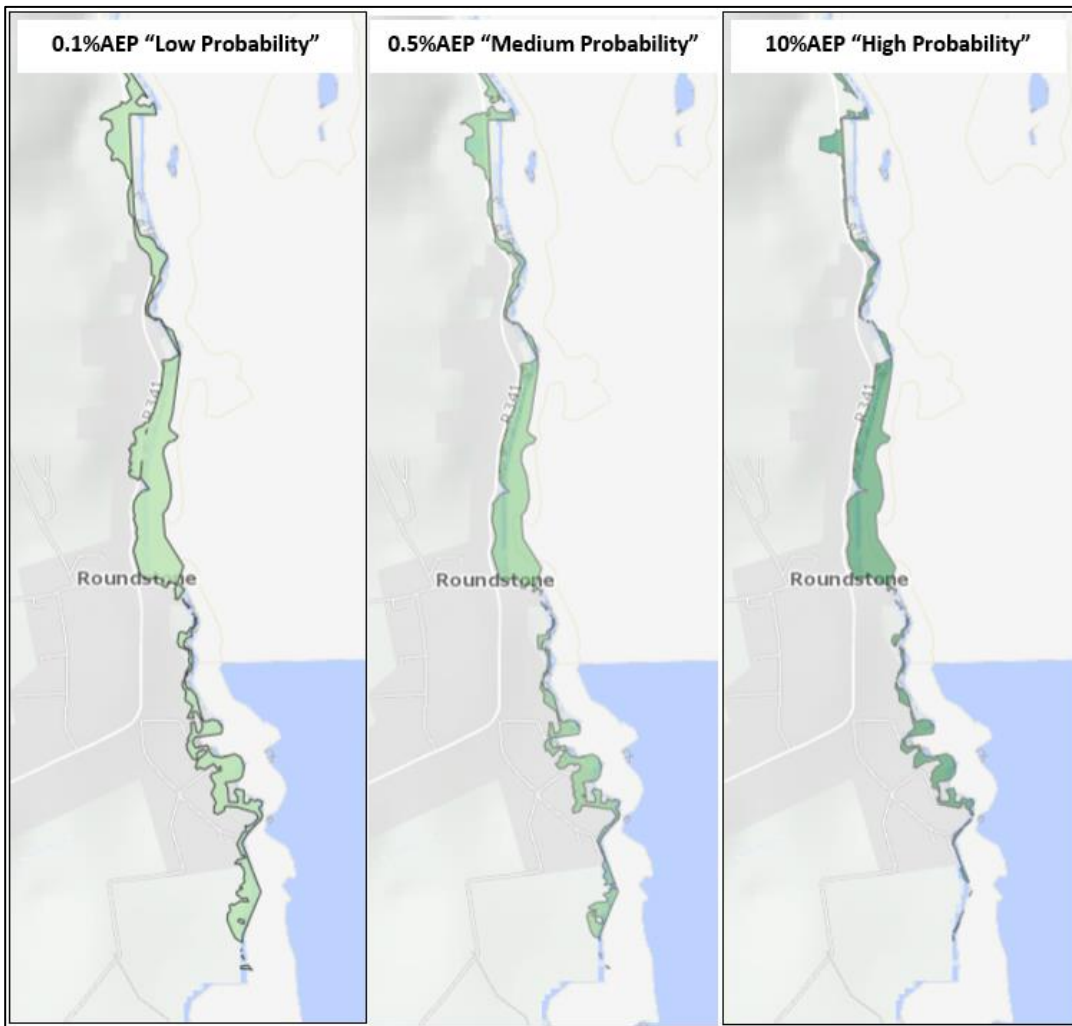 0.1%AEP “Low Probability”
0.5%AEP “Medium Probability”
10%AEP “High Probability”
R341
R341
R341
Roundstone
Roundstone
Roundstone